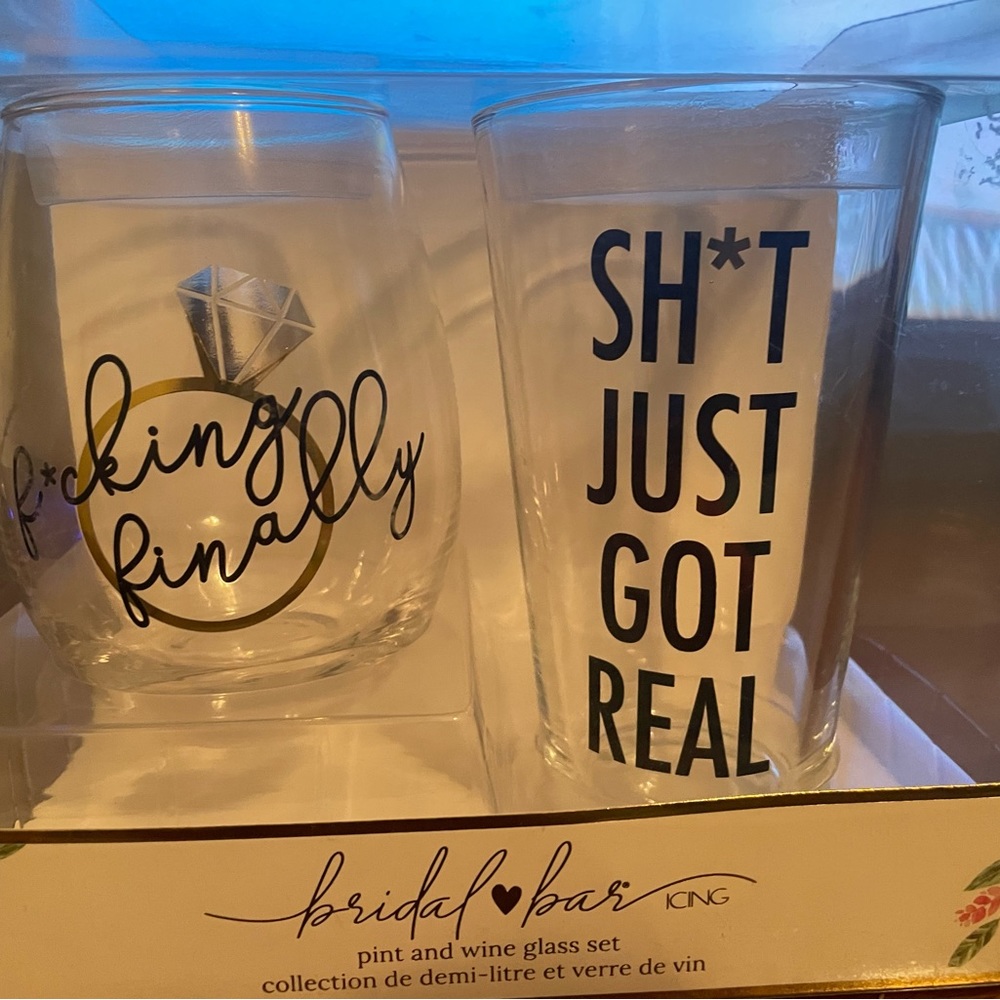 f*cking
finally
SH*T
JUST
GOT
REAL
bridal♥bar ICING
pint and wine glass set
collection de demi-litre et verre de vin